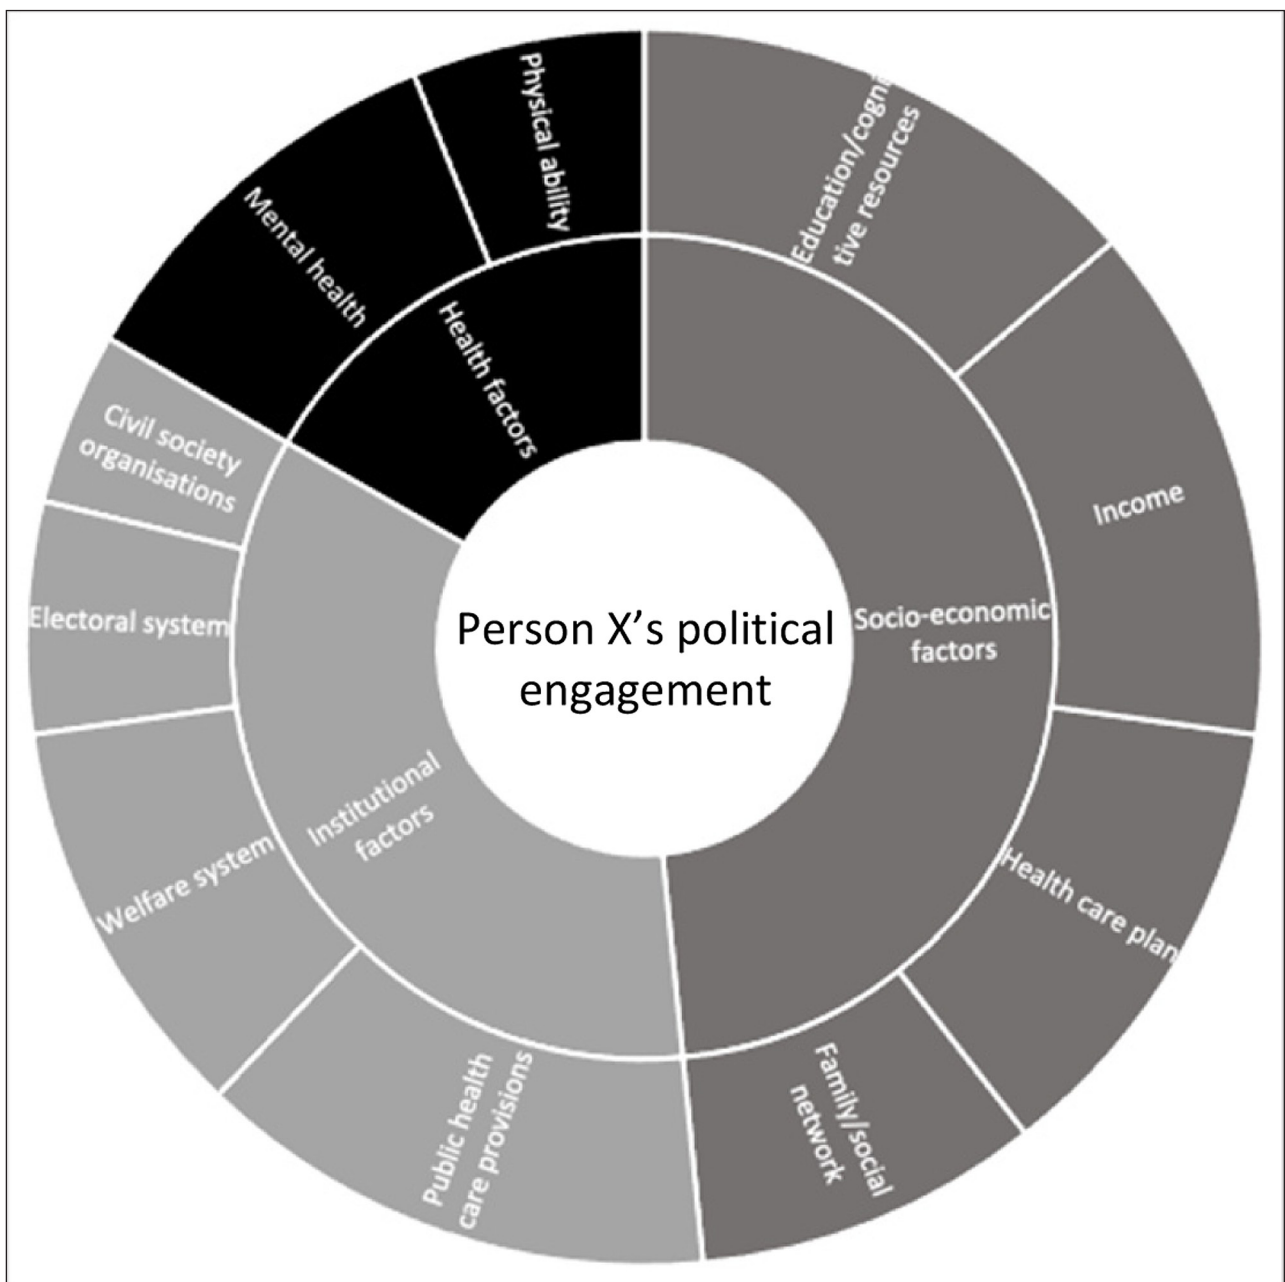 Physical ability
Education/cogni
tive resources
Mental health
Health factors
Civil society
organisations
Income
Electoral system
Person X’s political
engagement
Socio-economic
factors
Institutional
factors
Welfare system
Health care plan
Public health
care provisions
Family/social
network